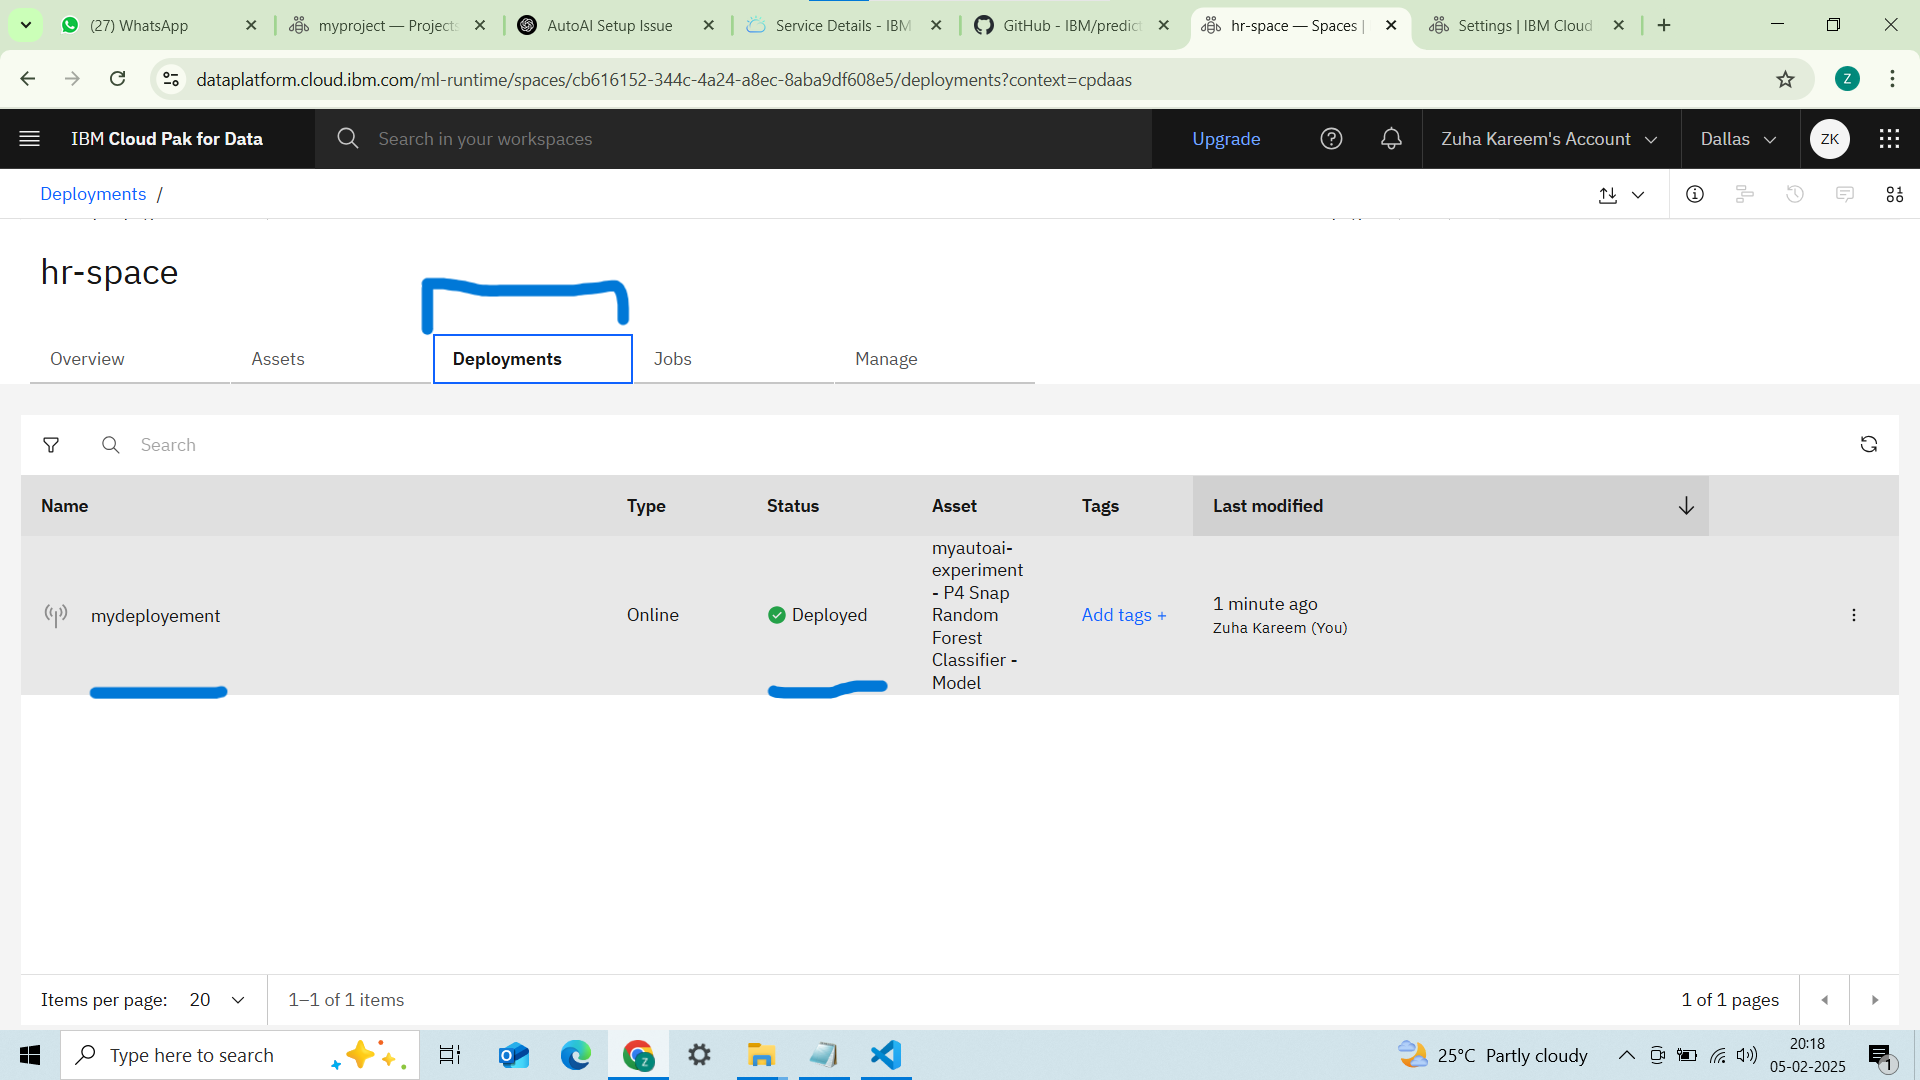 (27) WhatsApp
myproject — Projects
AutoAI Setup Issue
Service Details - IBM
GitHub - IBM/predict
hr-space — Spaces |
Settings | IBM Cloud
dataplatform.cloud.ibm.com/ml-runtime/spaces/cb616152-344c-4a24-a8ec-8aba9df608e5/deployments?context=cpdaas
Z
IBM Cloud Pak for Data
Search in your workspaces
Upgrade
Zuha Kareem's Account
Dallas
ZK
Deployments /
hr-space
Overview
Assets
Deployments
Jobs
Manage
Search
Name
Type
Status
Asset
Tags
Last modified
mydeployement
Online
Deployed
myautoai-
experiment
- P4 Snap
Random
Forest
Classifier -
Model
Add tags +
1 minute ago
Zuha Kareem (You)
Items per page: 20
1–1 of 1 items
1 of 1 pages
Type here to search
Z
25°C Partly cloudy
20:18
05-02-2025
1